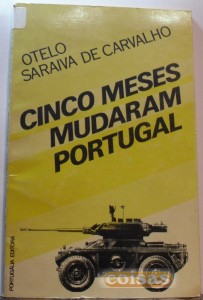 OTELO
SARAIVA DE CARVALHO
CINCO MESES
MUDARAM
PORTUGAL
PORTUGÁLIA EDITORA
coisas